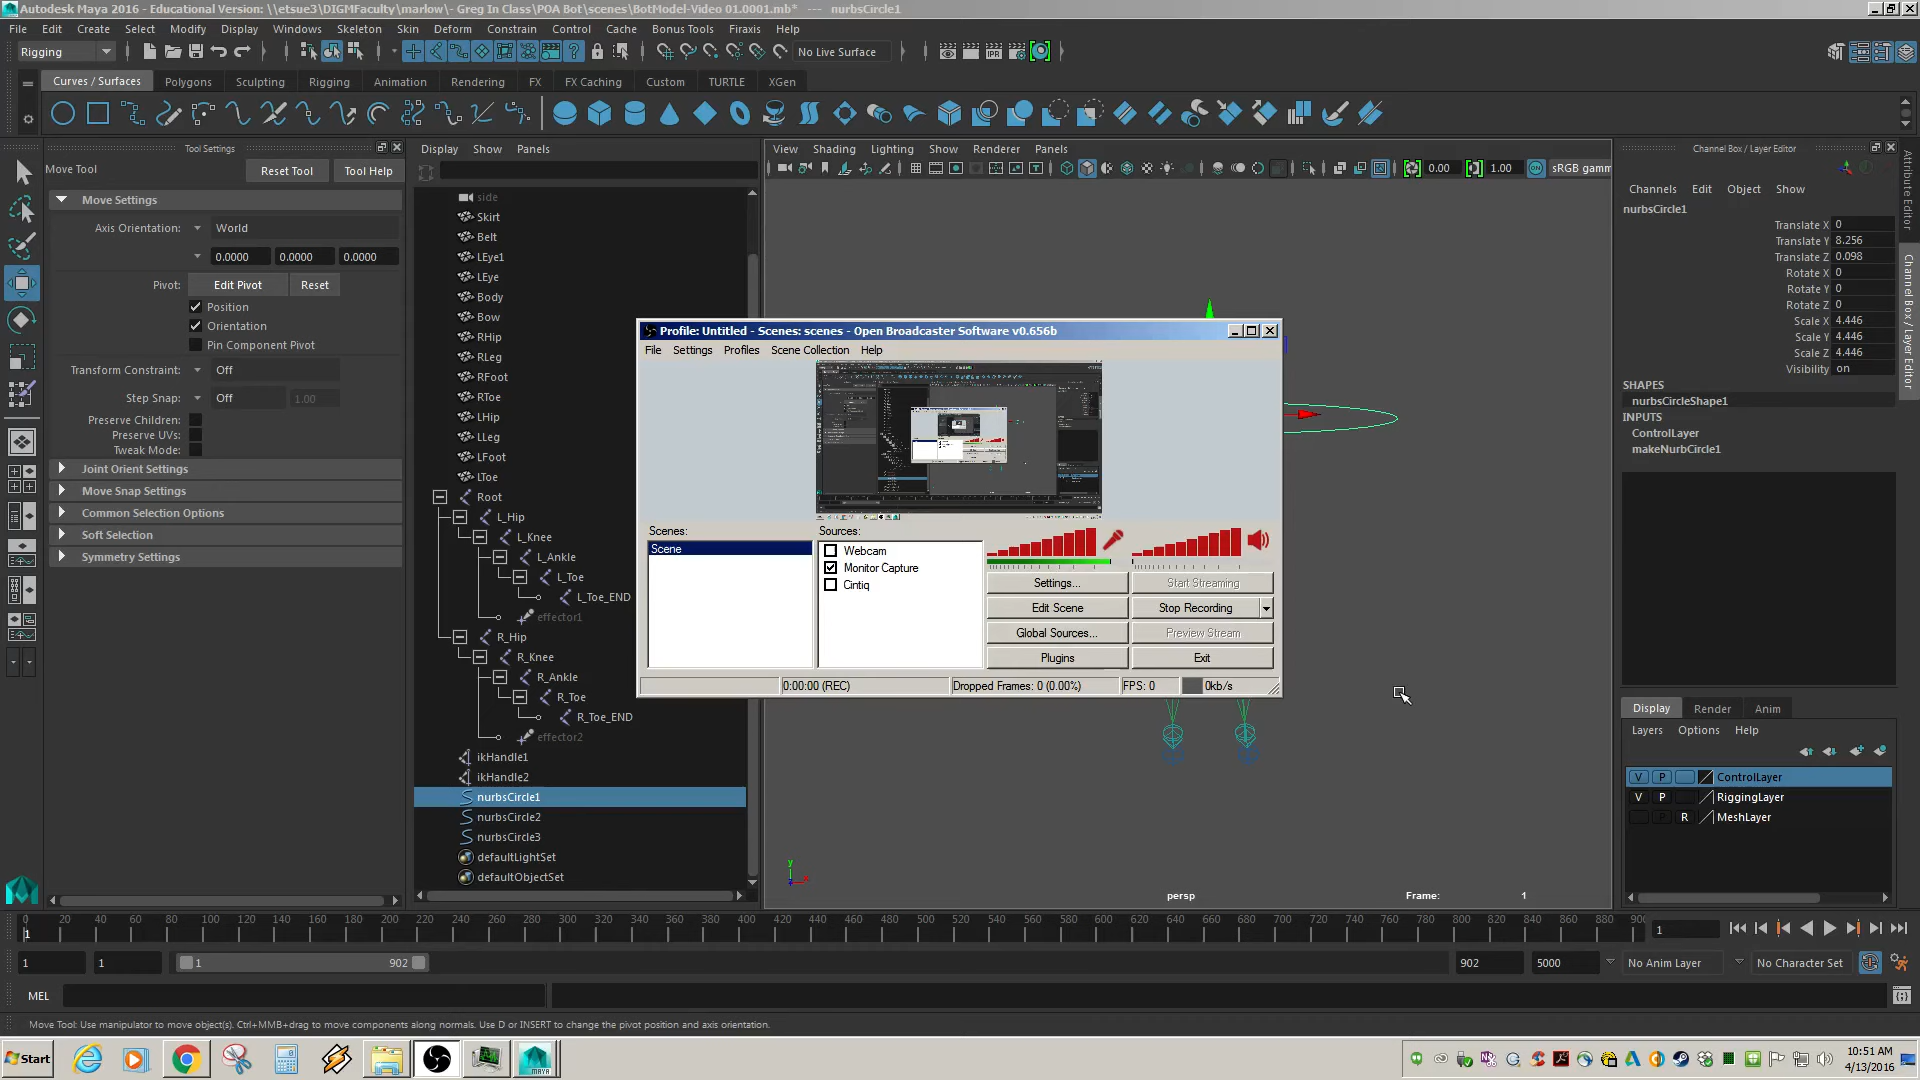 Autodesk Maya 2016 - Educational Version: \\etsue3\DIGMFaculty\marlow\- Greg In Class\POA Bot\scenes\BotModel-Video 01.0001.mb* --- nurbsCircle1
File Edit Create Select Modify Display Windows Skeleton Skin Deform Constrain Control Cache Bonus Tools Firaxis Help
Rigging No Live Surface
Curves / Surfaces Polygons Sculpting Rigging Animation Rendering FX FX Caching Custom TURTLE XGen
Tool Settings
Move Tool Reset Tool Tool Help
Move Settings
Axis Orientation: World
0.0000 0.0000 0.0000
Pivot: Edit Pivot Reset
Position
Orientation
Pin Component Pivot
Transform Constraint: Off
Step Snap: Off 1.00
Preserve Children:
Preserve UVs:
Tweak Mode:
Joint Orient Settings
Move Snap Settings
Common Selection Options
Soft Selection
Symmetry Settings
Display Show Panels
side
Skirt
Belt
LEye1
LEye
Body
Bow
RHip
RLeg
RFoot
RToe
LHip
LLeg
LFoot
LToe
Root
L_Hip
L_Knee
L_Ankle
L_Toe
L_Toe_END
effector1
R_Hip
R_Knee
R_Ankle
R_Toe
R_Toe_END
effector2
ikHandle1
ikHandle2
nurbsCircle1
nurbsCircle2
nurbsCircle3
defaultLightSet
defaultObjectSet
View Shading Lighting Show Renderer Panels
0.00 1.00 sRGB gamm
Profile: Untitled - Scenes: scenes - Open Broadcaster Software v0.656b
File Settings Profiles Scene Collection Help
Scenes: Sources:
Scene
Webcam
Monitor Capture
Cintiq
Settings... Start Streaming
Edit Scene Stop Recording
Global Sources... Preview Stream
Plugins Exit
0:00:00 (REC) Dropped Frames: 0 (0.00%) FPS: 0 0kb/s
y
persp Frame: 1
Channel Box / Layer Editor
Channels Edit Object Show
nurbsCircle1
Translate X 0
Translate Y 8.256
Translate Z 0.098
Rotate X 0
Rotate Y 0
Rotate Z 0
Scale X 4.446
Scale Y 4.446
Scale Z 4.446
Visibility on
SHAPES
nurbsCircleShape1
INPUTS
ControlLayer
makeNurbCircle1
Display Render Anim
Layers Options Help
V P ControlLayer
V P RiggingLayer
P R MeshLayer
Attribute Editor
Channel Box / Layer Editor
0 20 40 60 80 100 120 140 160 180 200 220 240 260 280 300 320 340 360 380 400 420 440 460 480 500 520 540 560 580 600 620 640 660 680 700 720 740 760 780 800 820 840 860 880 900
1 1
1 1 1 902 902 5000 No Anim Layer No Character Set
MEL
Move Tool: Use manipulator to move object(s). Ctrl+MMB+drag to move components along normals. Use D or INSERT to change the pivot position and axis orientation.
Start MAYA 10:51 AM
4/13/2016